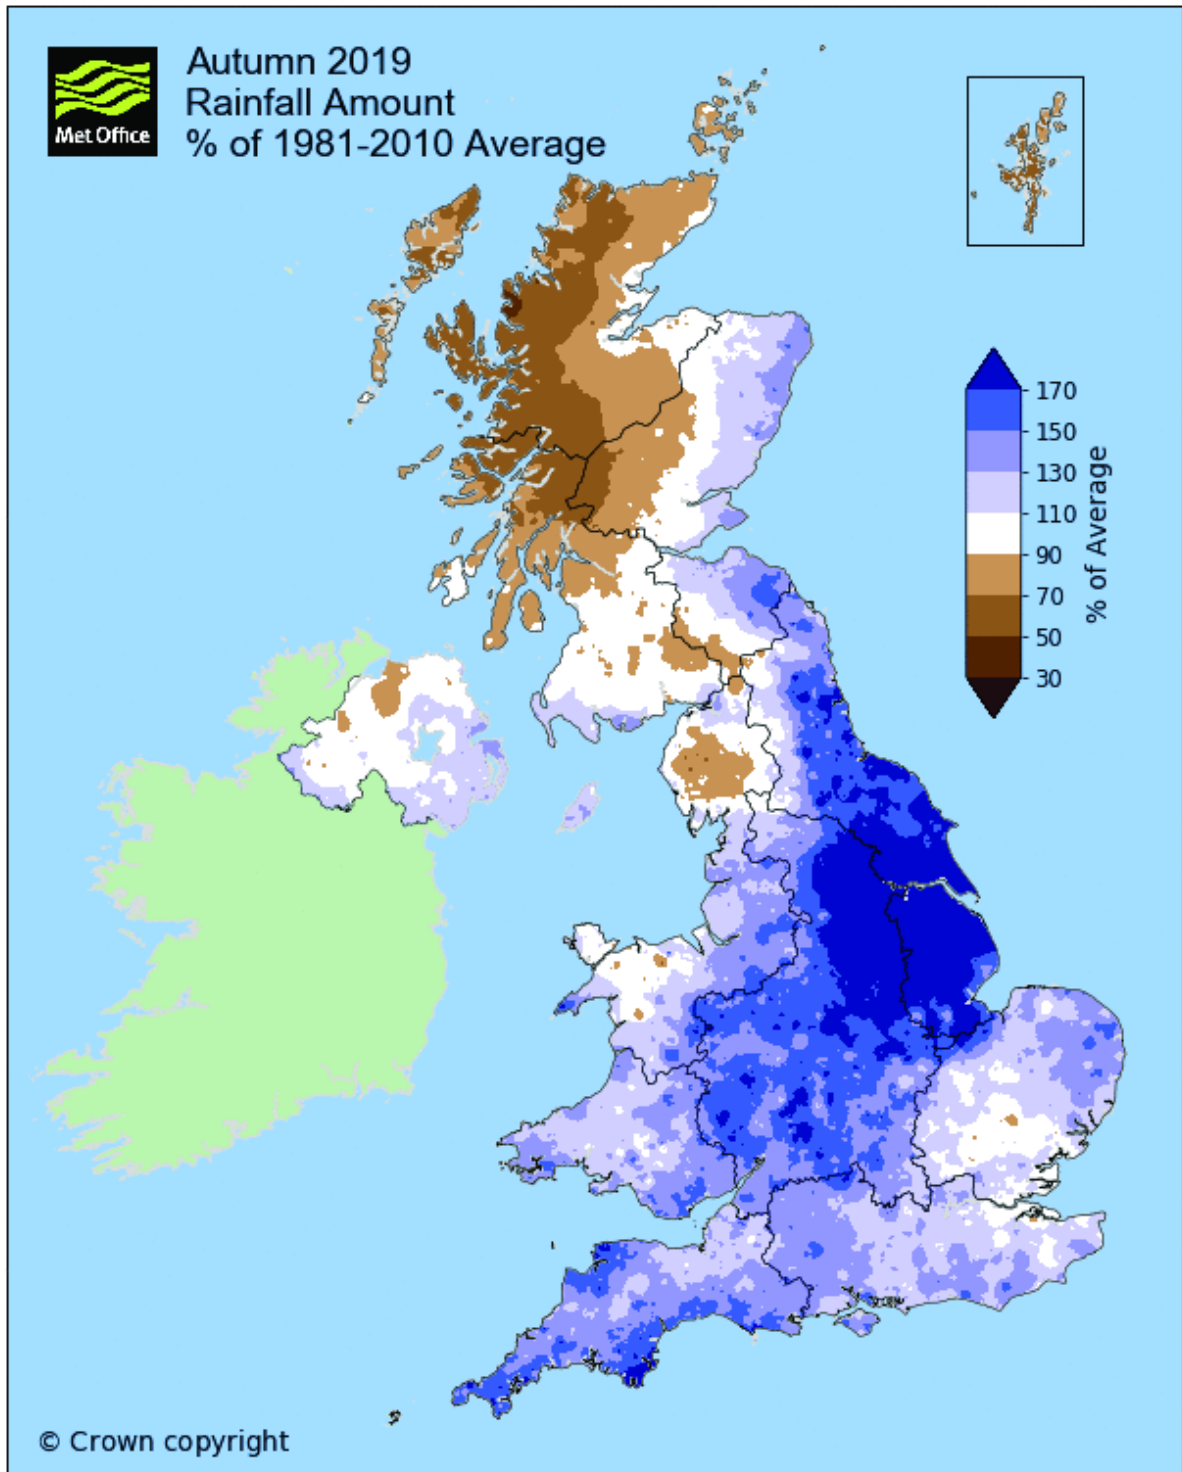 Autumn 2019
Rainfall Amount
% of 1981-2010 Average
Met Office
170
150
130
110
90
70
50
30
% of Average
© Crown copyright